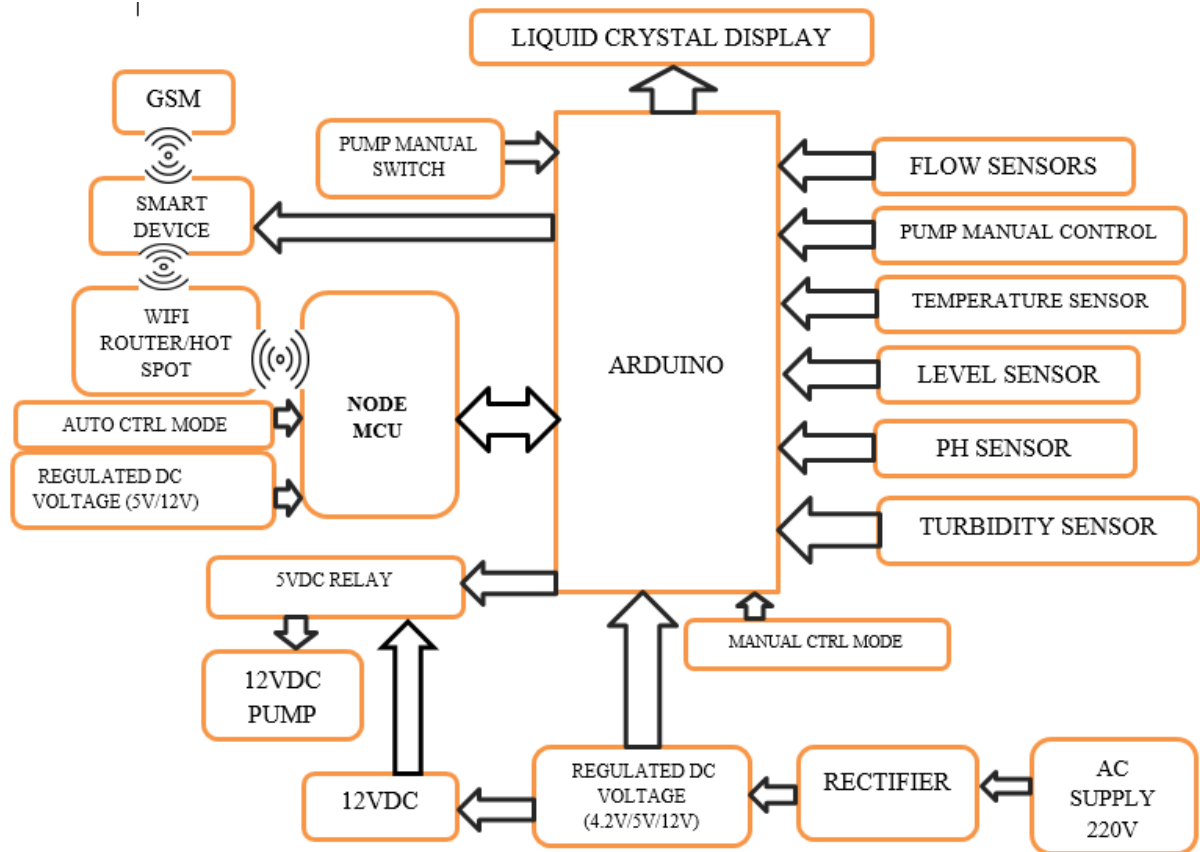 LIQUID CRYSTAL DISPLAY
GSM
PUMP MANUAL
SWITCH
FLOW SENSORS
SMART
DEVICE
PUMP MANUAL CONTROL
TEMPERATURE SENSOR
WIFI
ROUTER/HOT
SPOT
ARDUINO
LEVEL SENSOR
NODE
MCU
AUTO CTRL MODE
PH SENSOR
REGULATED DC
VOLTAGE (5V/12V)
TURBIDITY SENSOR
5VDC RELAY
MANUAL CTRL MODE
12VDC
PUMP
12VDC
REGULATED DC
VOLTAGE
(4.2V/5V/12V)
RECTIFIER
AC
SUPPLY
220V